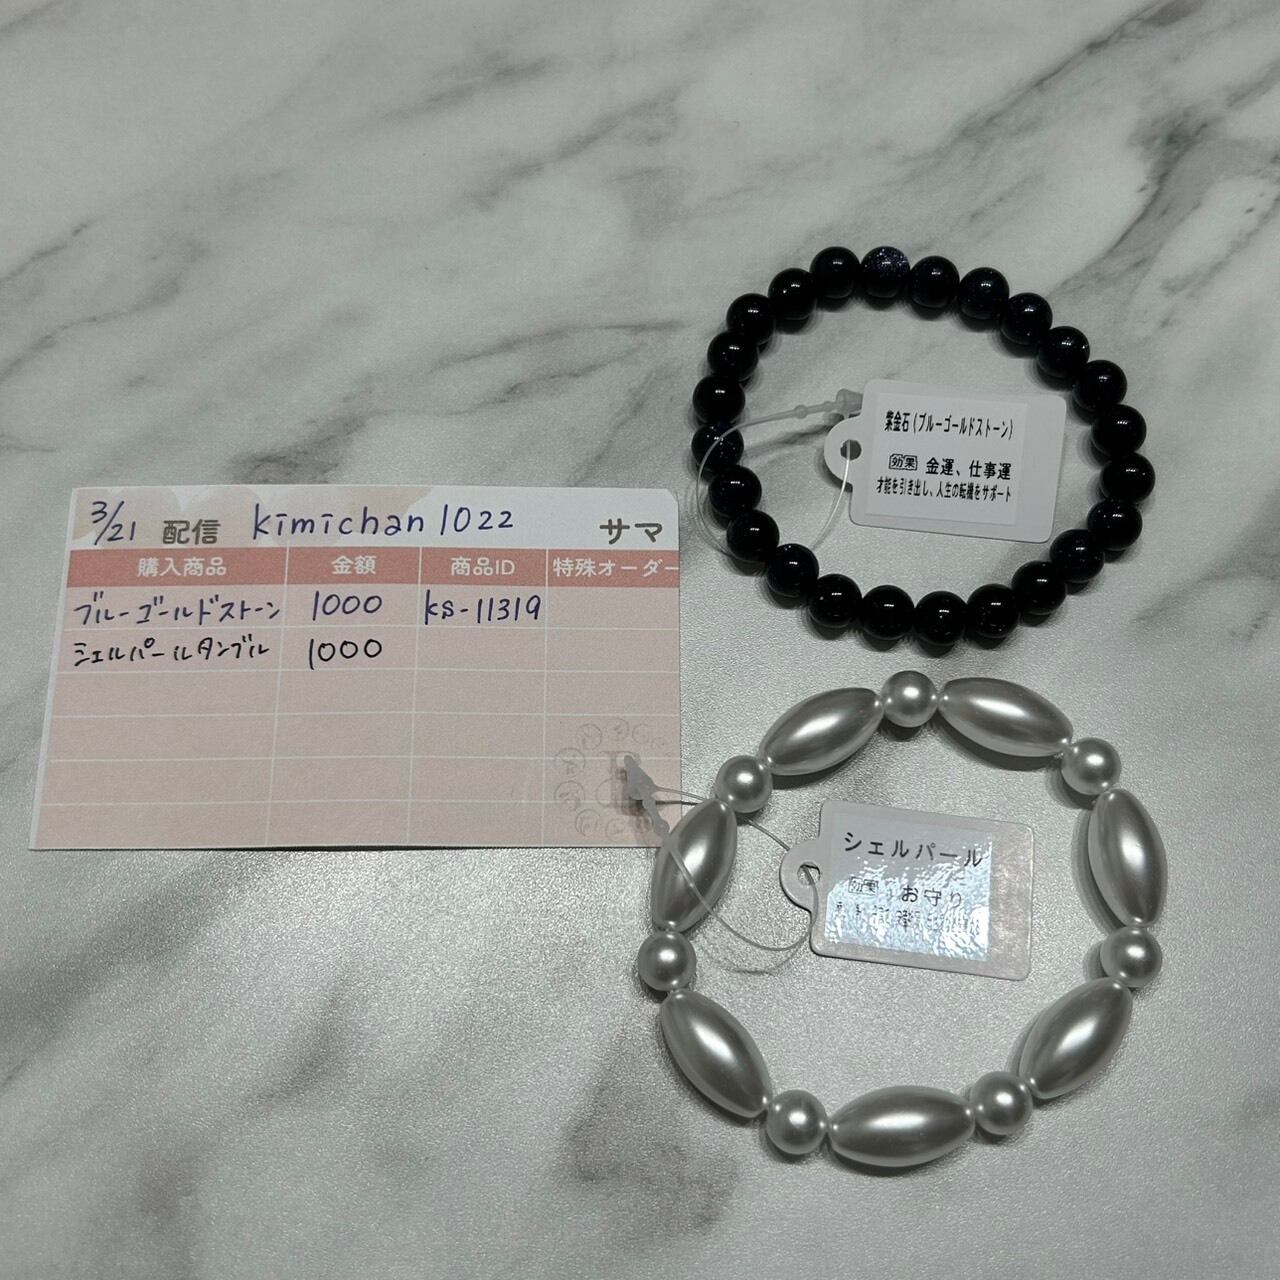 3/21 配信 kimichan1022 サマ
購入商品 金額 商品ID 特殊オーダー
ブルーゴールドストーン 1000 ks-11319
シェルパールタンブル 1000
紫金石(ブルーゴールドストーン)
効果 金運、仕事運
才能を引き出し、人生の転機をサポート
シェルパール
効果 お守り